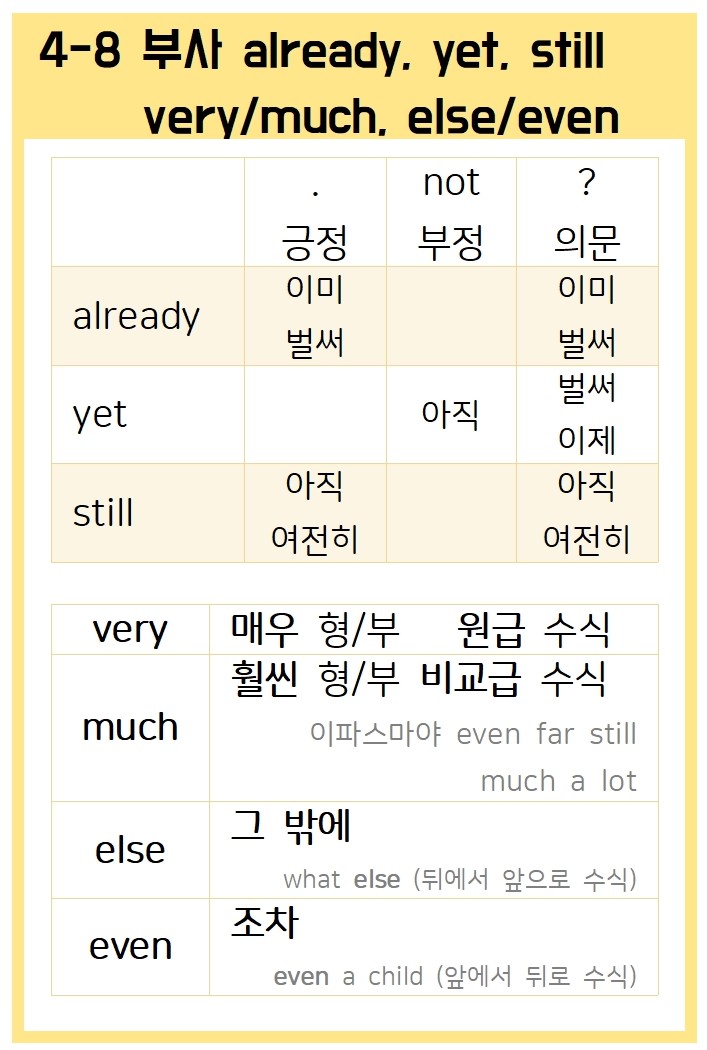 4-8 부사 already, yet, still
very/much, else/even
. not ?
긍정 부정 의문
already 이미 벌써 이미 벌써
yet 아직 벌써 이제
still 아직 여전히 아직 여전히
very 매우 형/부 원급 수식
much 훨씬 형/부 비교급 수식
이파스마야 even far still
much a lot
else 그 밖에
what else (뒤에서 앞으로 수식)
even 조차
even a child (앞에서 뒤로 수식)